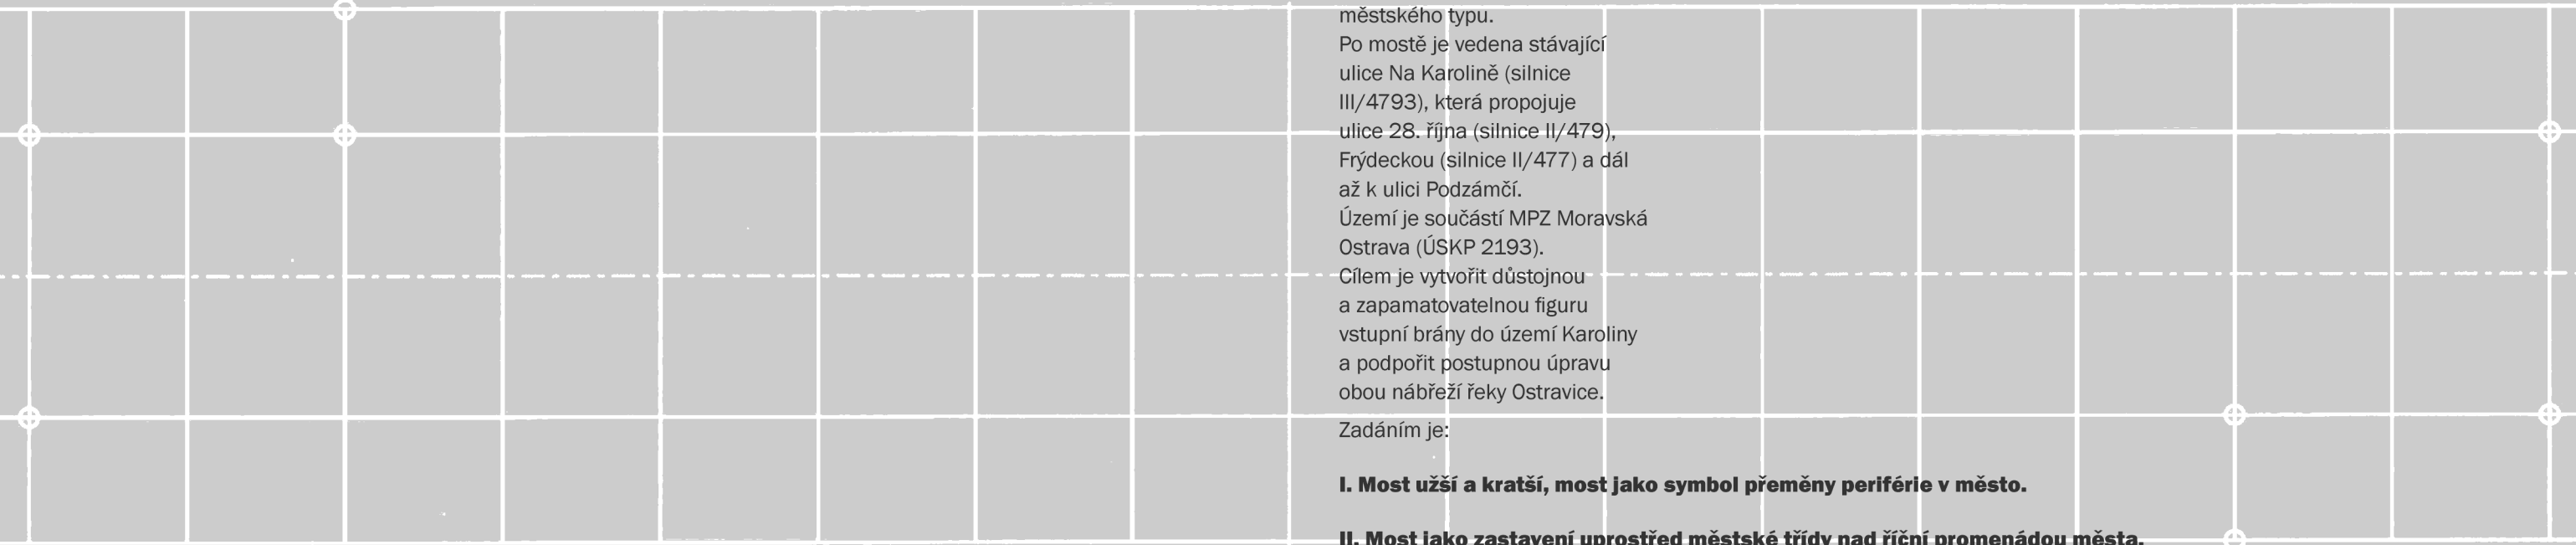 městského typu.
Po mostě je vedena stávající
ulice Na Karolině (silnice
III/4793), která propojuje
ulice 28. října (silnice II/479),
Frýdeckou (silnice II/477) a dál
až k ulici Podzámčí.
Území je součástí MPZ Moravská
Ostrava (ÚSKP 2193).
Cílem je vytvořit důstojnou
a zapamatovatelnou figuru
vstupní brány do území Karoliny
a podpořit postupnou úpravu
obou nábřeží řeky Ostravice.
Zadáním je:
I. Most užší a kratší, most jako symbol přeměny periférie v město.
II. Most jako zastavení uprostřed městské třídy nad říční promenádou města.